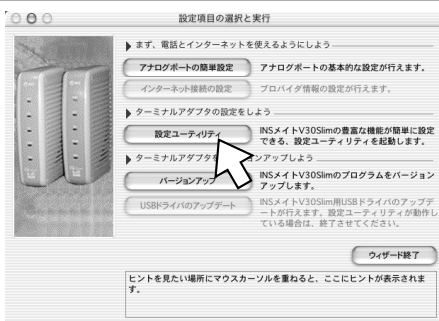 設定項目の選択と実行
まず、電話とインターネットを使えるようにしよう
アナログポートの簡単設定
アナログポートの基本的な設定が行えます。
インターネット接続の設定
プロバイダ情報の設定が行えます。
ターミナルアダプタの設定をしよう
設定ユーティリティ
INSメイトV30Slimの豊富な機能が簡単に設定
できる、設定ユーティリティを起動します。
ターミナルアダプタを ンアップしよう
バージョンアップ
INSメイトV30Slimのプログラムをバージョン
アップします。
USBドライバのアップデート
INSメイトV30Slim用USBドライバのアップデ
ートが行えます。設定ユーティリティが動作し
ている場合は、終了させてください。
ウィザード終了
ヒントを見たい場所にマウスカーソルを重ねると、ここにヒントが表示されま
す。